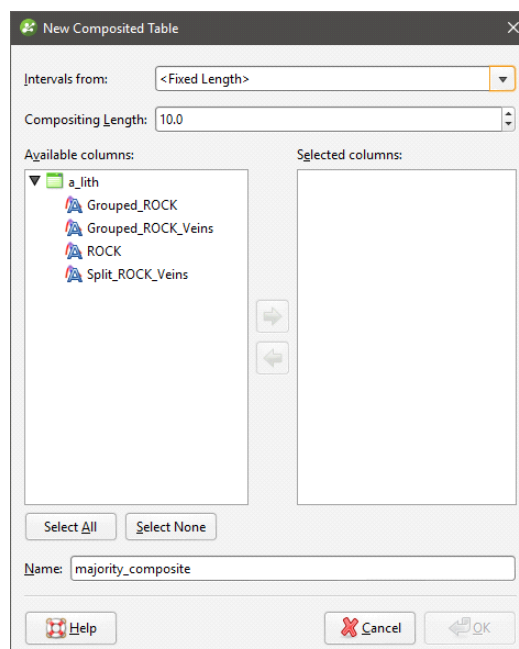 New Composited Table
Intervals from: <Fixed Length>
Compositing Length: 10.0
Available columns: Selected columns:
a_lith
Grouped_ROCK
Grouped_ROCK_Veins
ROCK
Split_ROCK_Veins
Select All Select None
Name: majority_composite
Help Cancel OK